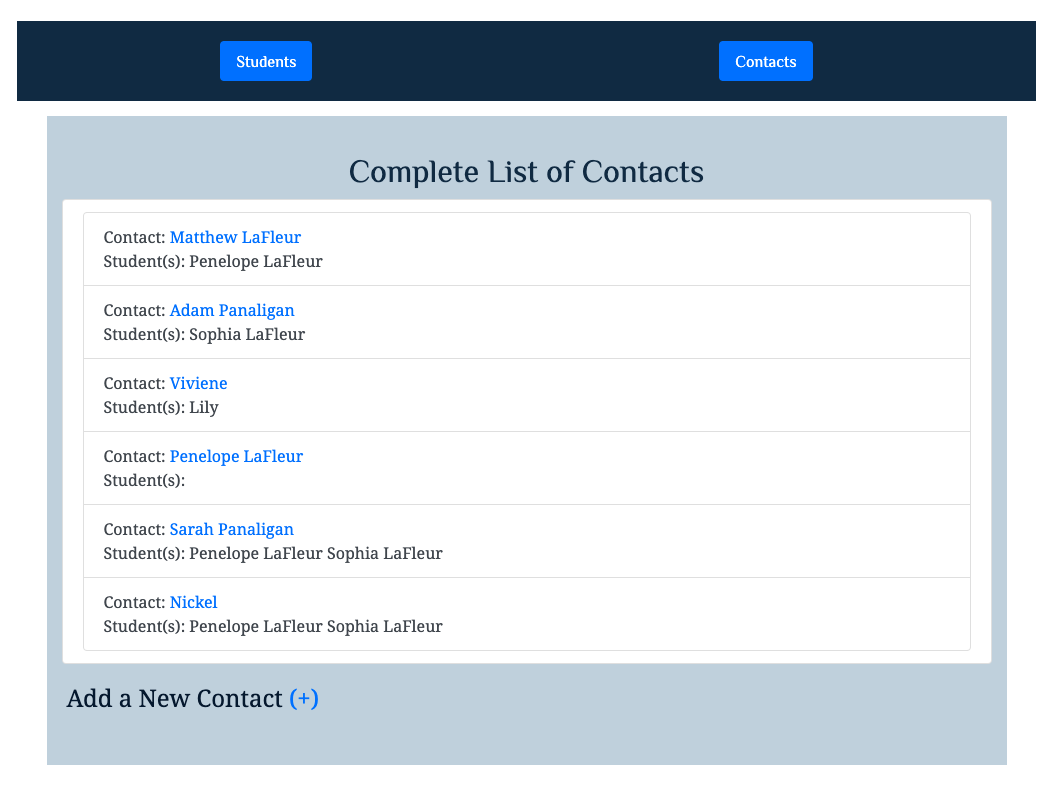 Students
Contacts
Complete List of Contacts
Contact: Matthew LaFleur
Student(s): Penelope LaFleur
Contact: Adam Panaligan
Student(s): Sophia LaFleur
Contact: Viviene
Student(s): Lily
Contact: Penelope LaFleur
Student(s):
Contact: Sarah Panaligan
Student(s): Penelope LaFleur Sophia LaFleur
Contact: Nickel
Student(s): Penelope LaFleur Sophia LaFleur
Add a New Contact (+)